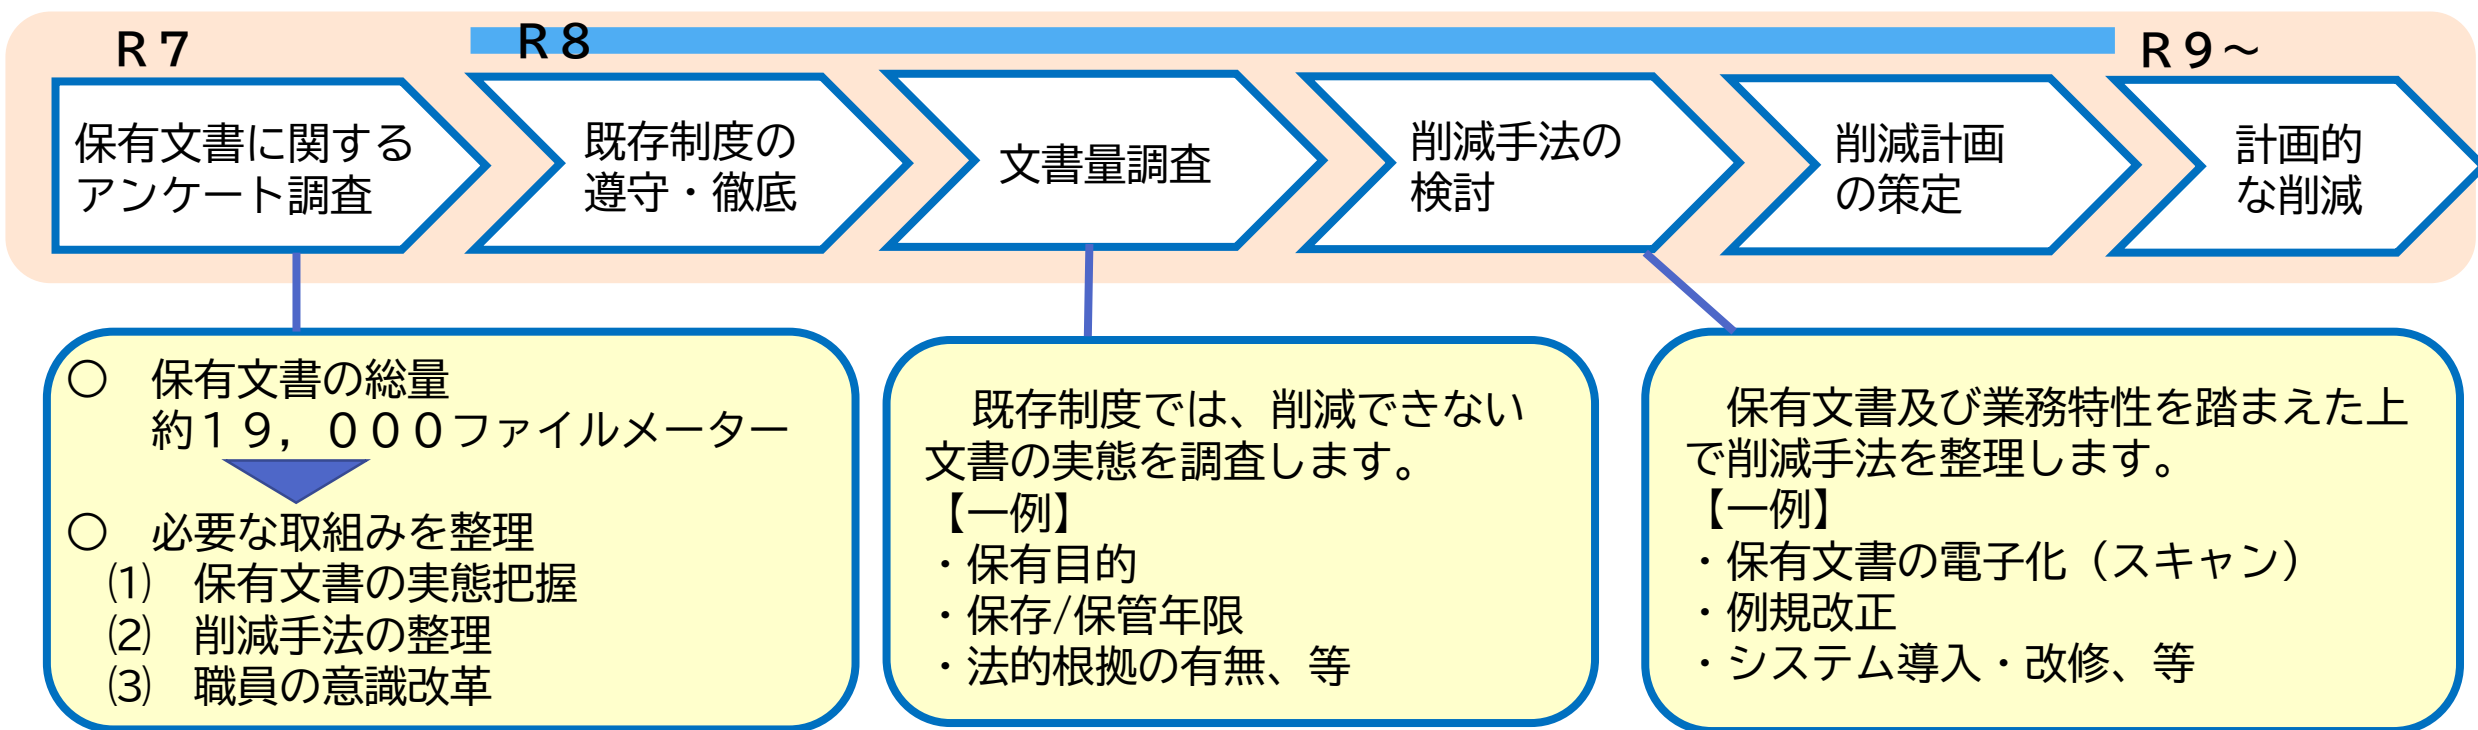 R7
R8
R9～
保有文書に関する
アンケート調査
既存制度の
遵守・徹底
文書量調査
削減手法の
検討
削減計画
の策定
計画的
な削減
○　保有文書の総量
約１９，０００ファイルメーター
○　必要な取組みを整理
⑴　保有文書の実態把握
⑵　削減手法の整理
⑶　職員の意識改革
既存制度では、削減できない
文書の実態を調査します。
【一例】
・保有目的
・保存/保管年限
・法的根拠の有無、等
保有文書及び業務特性を踏まえた上
で削減手法を整理します。
【一例】
・保有文書の電子化（スキャン）
・例規改正
・システム導入・改修、等